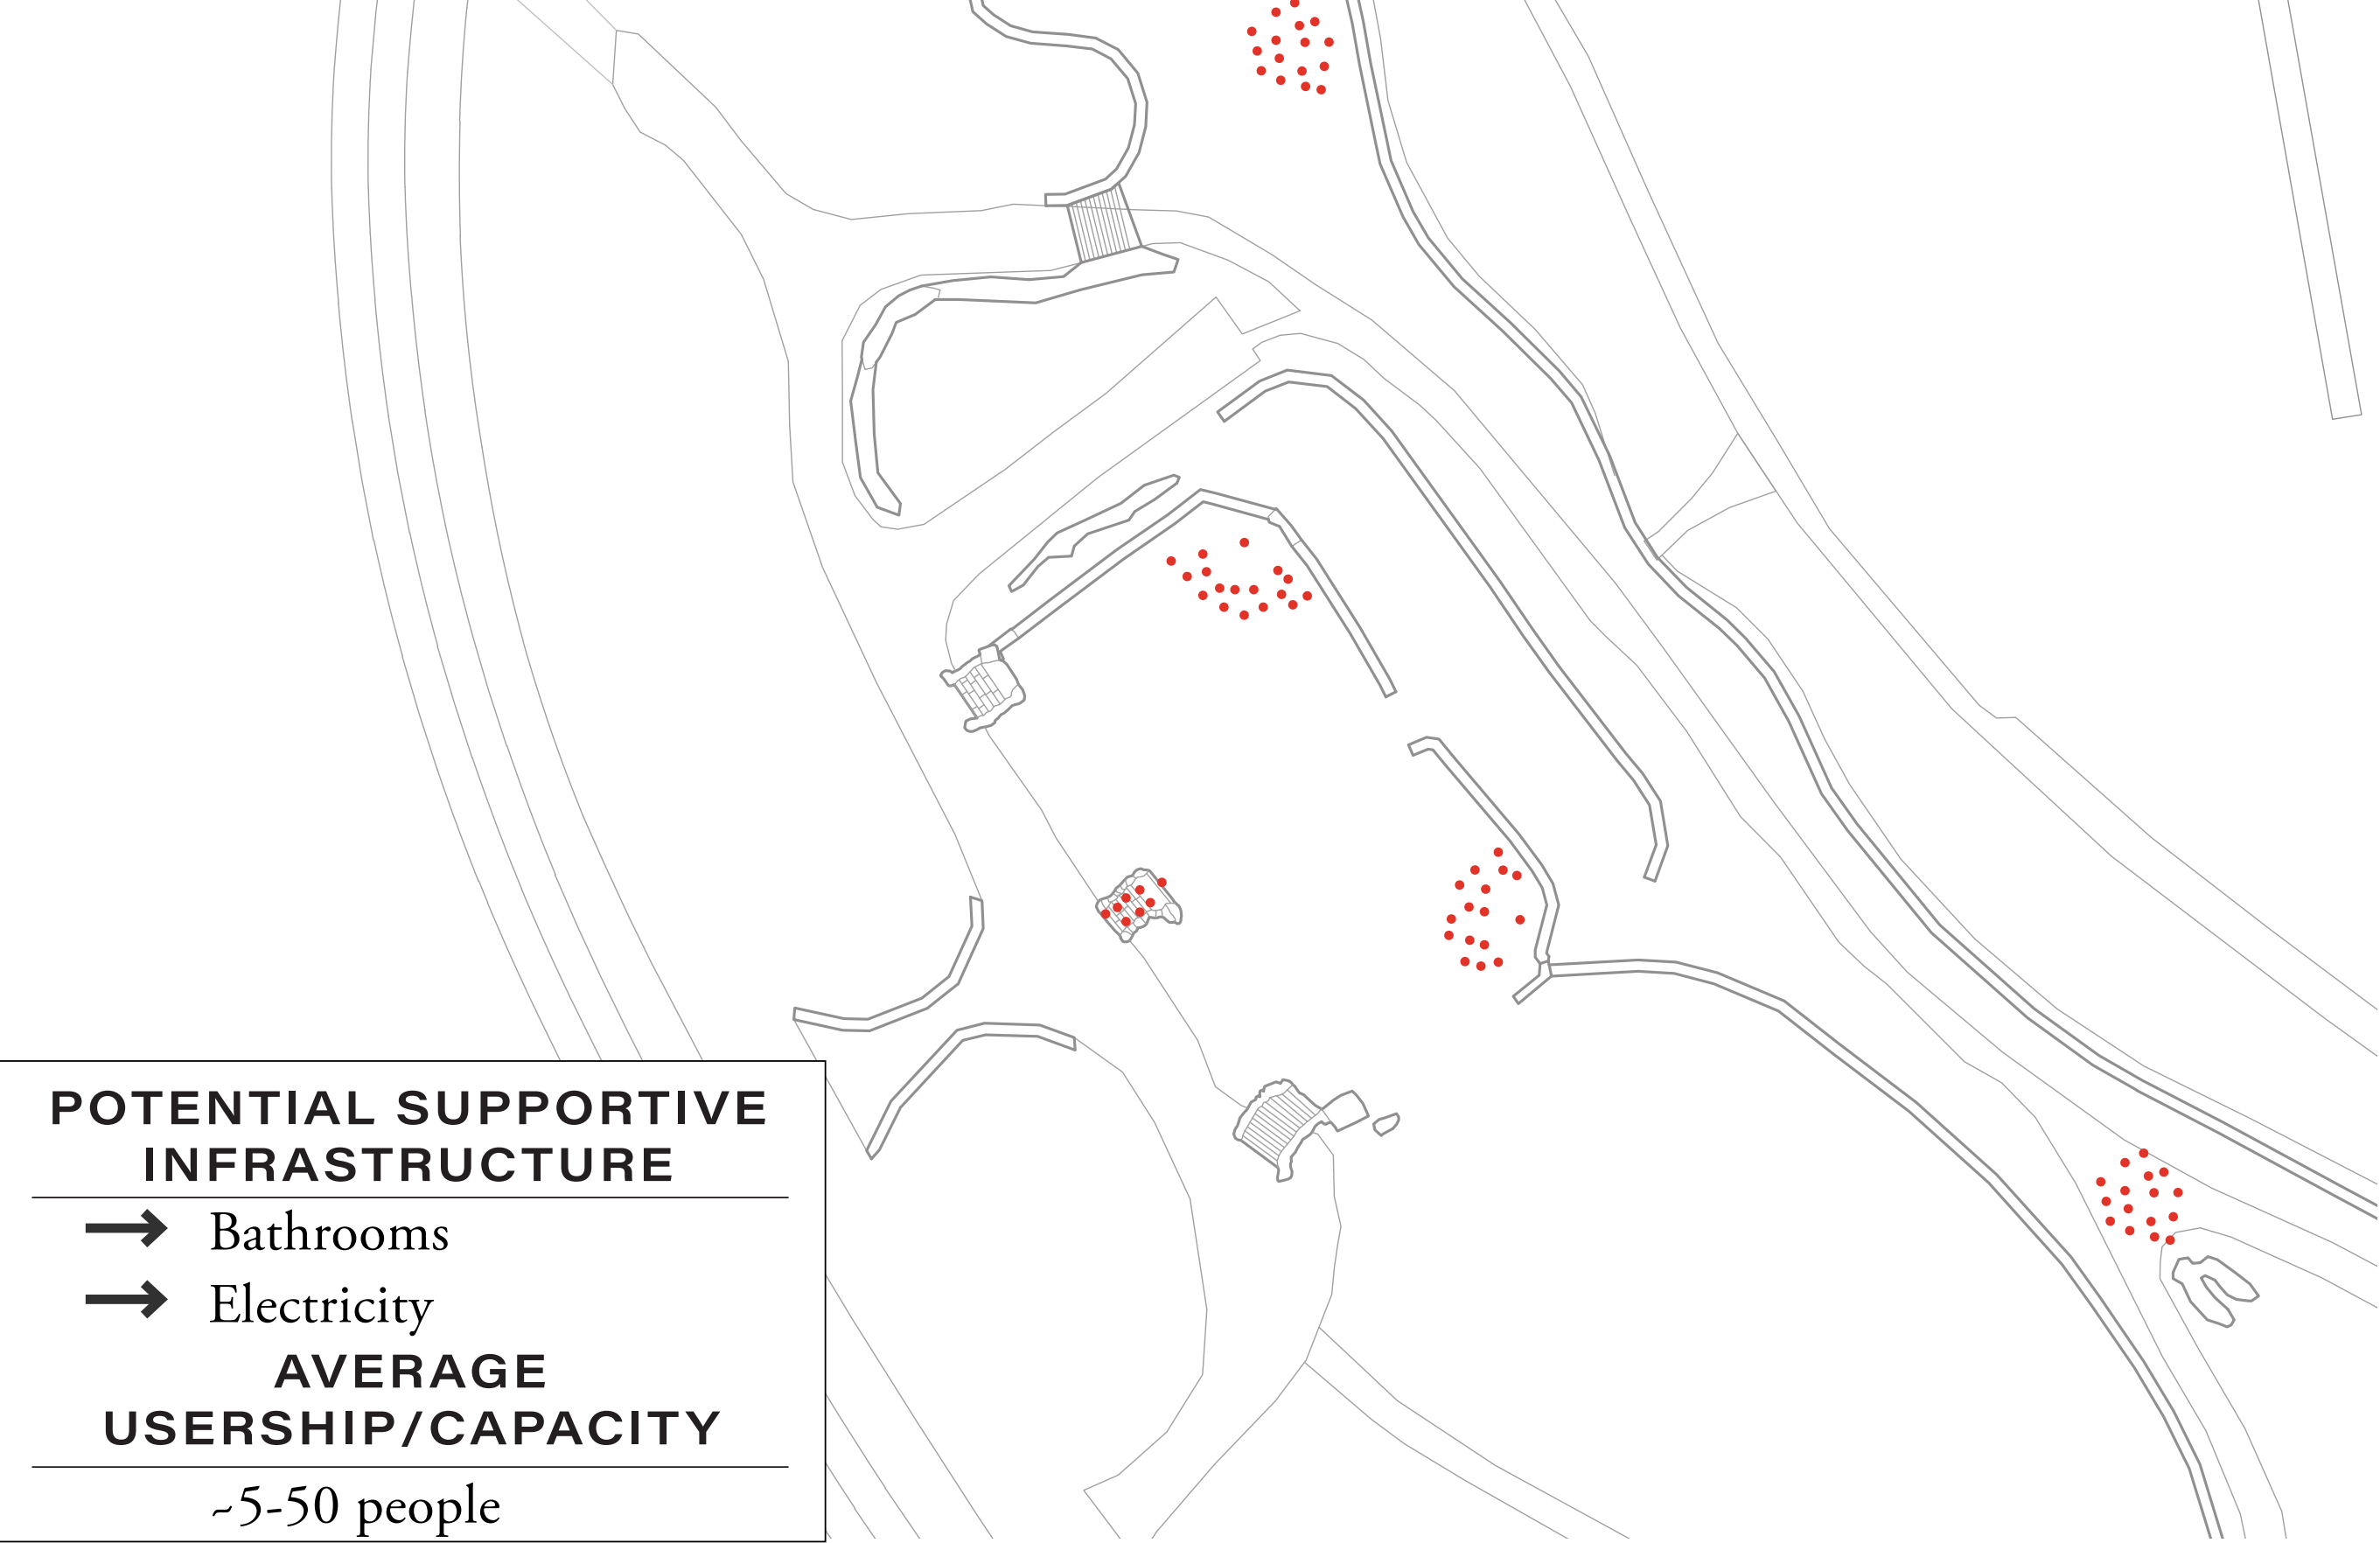 POTENTIAL SUPPORTIVE
INFRASTRUCTURE
Bathrooms
Electricity
AVERAGE
USERSHIP/CAPACITY
~5-50 people